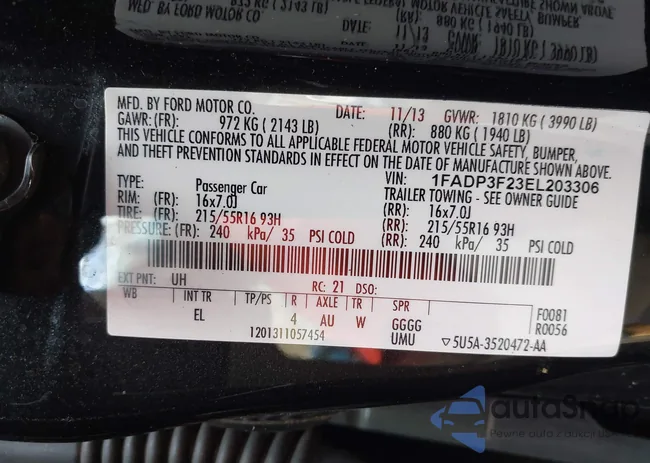 MFD. BY FORD MOTOR CO.
DATE: 11/13 GVWR: 1810 KG ( 3990 LB)
GAWR: (FR): 972 KG ( 2143 LB) (RR): 880 KG ( 1940 LB)
THIS VEHICLE CONFORMS TO ALL APPLICABLE FEDERAL MOTOR VEHICLE SAFETY, BUMPER,
AND THEFT PREVENTION STANDARDS IN EFFECT ON THE DATE OF MANUFACTURE SHOWN ABOVE.
VIN: 1FADP3F23EL203306
TYPE: Passenger Car TRAILER TOWING - SEE OWNER GUIDE
RIM: (FR): 16x7.0J (RR): 16x7.0J
TIRE: (FR): 215/55R16 93H (RR): 215/55R16 93H
PRESSURE: (FR): 240 kPa/ 35 PSI COLD (RR): 240 kPa/ 35 PSI COLD
EXT PNT: UH RC: 21 DSO:
WB INT TR TP/PS R AXLE TR SPR F0081
EL 4 AU W GGGG R0056
1201311057454 UMU ▽5U5A-3520472-AA
autoSnap
Pewne auta z aukcji